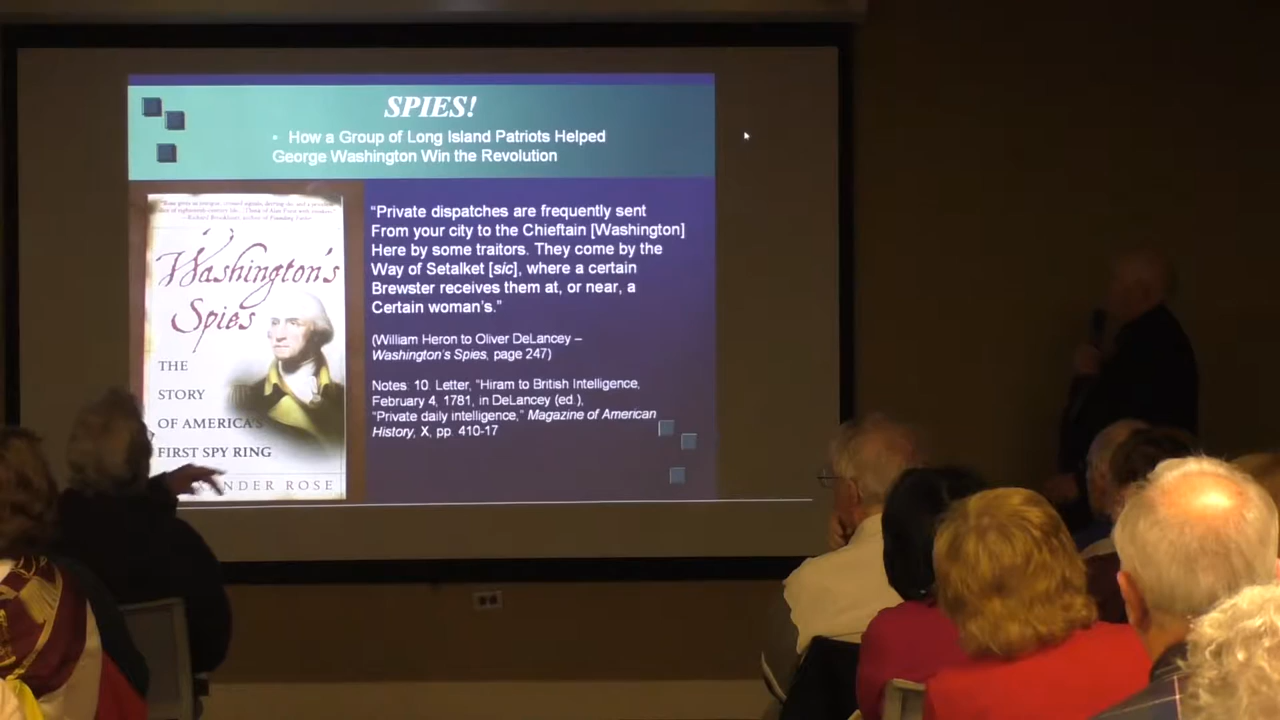 SPIES!
• How a Group of Long Island Patriots Helped
George Washington Win the Revolution
Washington's
Spies
THE
STORY
OF AMERICA'S
FIRST SPY RING
XANDER ROSE
“Private dispatches are frequently sent
From your city to the Chieftain [Washington]
Here by some traitors. They come by the
Way of Setalket [sic], where a certain
Brewster receives them at, or near, a
Certain woman’s.”
(William Heron to Oliver DeLancey –
Washington’s Spies, page 247)
Notes: 10. Letter, “Hiram to British Intelligence,
February 4, 1781, in DeLancey (ed.),
“Private daily intelligence,” Magazine of American
History, X, pp. 410-17